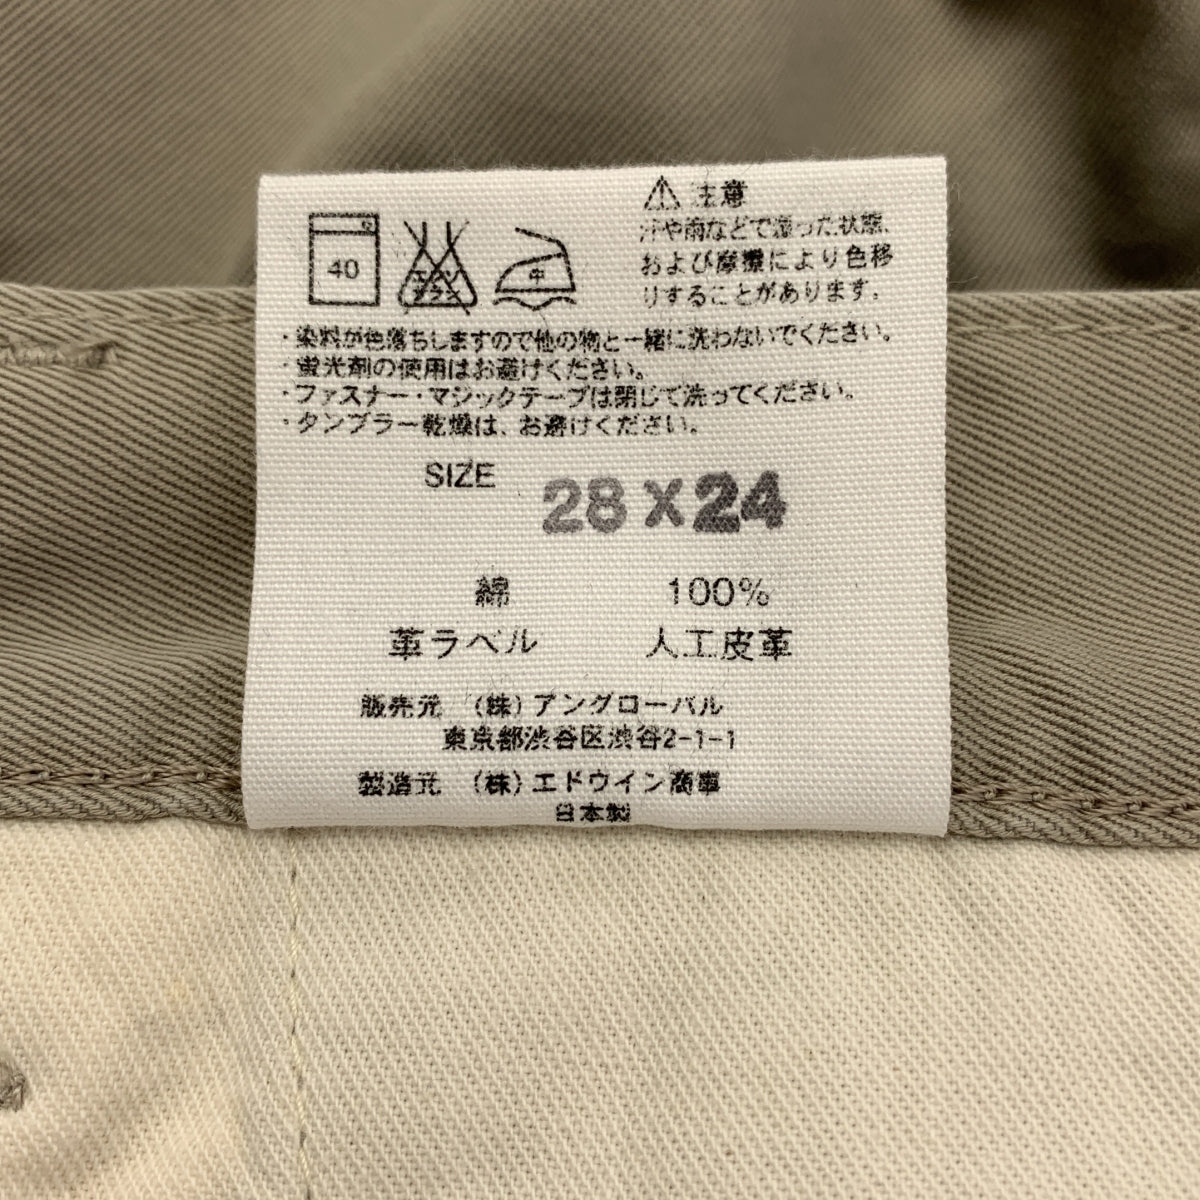 40
エンソ
サラシ
中
⚠ 注意
汗や雨などで湿った状態、
および摩擦により色移
りすることがあります。
・染料が色落ちしますので他の物と一緒に洗わないでください。
・蛍光剤の使用はお避けください。
・ファスナー・マジックテープは閉じて洗ってください。
・タンブラー乾燥は、お避けください。
SIZE 28×24
綿 100%
革ラベル 人工皮革
販売元 (株)アングローバル
東京都渋谷区渋谷2-1-1
製造元 (株)エドウイン商事
日本製